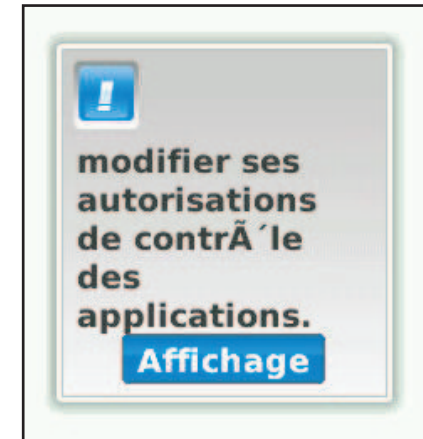 !
modifier ses
autorisations
de contrÃ´le
des
applications.
Affichage